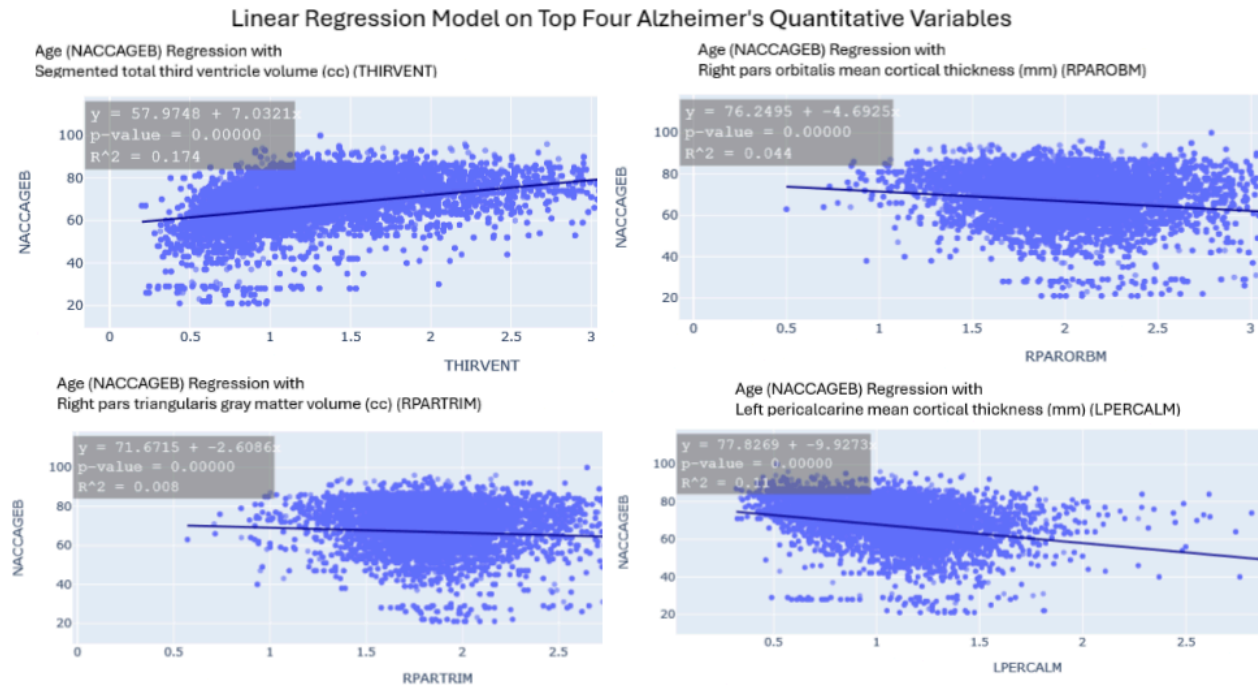 Linear Regression Model on Top Four Alzheimer's Quantitative Variables
Age (NACCAGEB) Regression with
Segmented total third ventricle volume (cc) (THIRVENT)
y = 57.9748 + 7.0321x
p-value = 0.00000
R^2 = 0.174
100
80
60
40
20
NACCAGEB
0 0.5 1 1.5 2 2.5 3
THIRVENT
Age (NACCAGEB) Regression with
Right pars orbitalis mean cortical thickness (mm) (RPAROBM)
y = 76.2495 + -4.6925x
p-value = 0.00000
R^2 = 0.044
100
80
60
40
20
NACCAGEB
0 0.5 1 1.5 2 2.5 3
RPARORBM
Age (NACCAGEB) Regression with
Right pars triangularis gray matter volume (cc) (RPARTRIM)
y = 71.6715 + -2.6086x
p-value = 0.00000
R^2 = 0.008
100
80
60
40
20
NACCAGEB
0 0.5 1 1.5 2 2.5
RPARTRIM
Age (NACCAGEB) Regression with
Left pericalcarine mean cortical thickness (mm) (LPERCALM)
y = 77.8269 + -9.9273x
p-value = 0.00000
R^2 = 0.11
100
80
60
40
20
NACCAGEB
0.5 1 1.5 2 2.5
LPERCALM